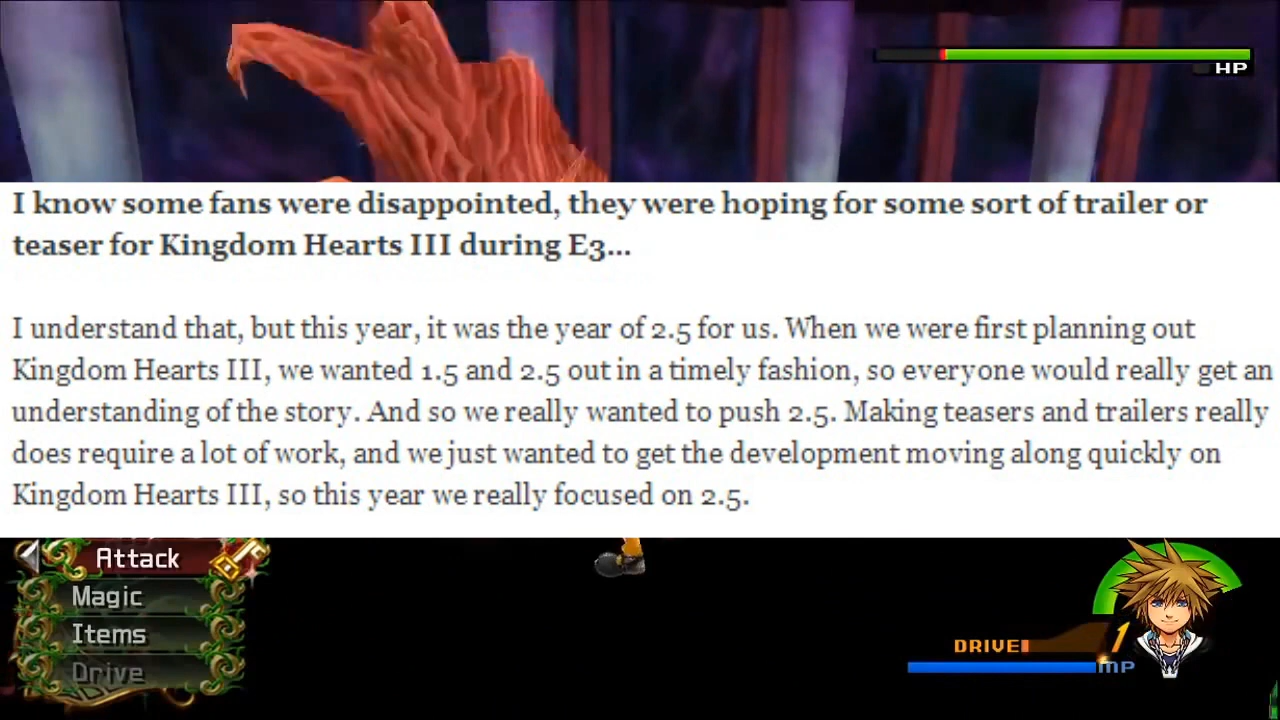 HP
I know some fans were disappointed, they were hoping for some sort of trailer or
teaser for Kingdom Hearts III during E3...
I understand that, but this year, it was the year of 2.5 for us. When we were first planning out
Kingdom Hearts III, we wanted 1.5 and 2.5 out in a timely fashion, so everyone would really get an
understanding of the story. And so we really wanted to push 2.5. Making teasers and trailers really
does require a lot of work, and we just wanted to get the development moving along quickly on
Kingdom Hearts III, so this year we really focused on 2.5.
Attack
Magic
Items
Drive
DRIVE 1
MP